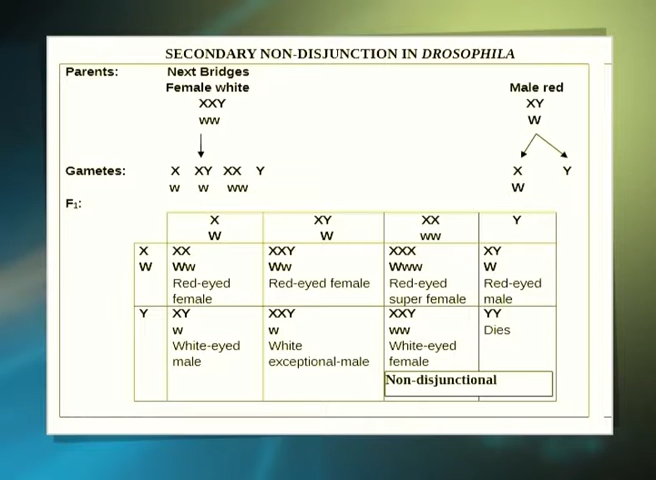 SECONDARY NON-DISJUNCTION IN DROSOPHILA
Parents: Next Bridges
Female white Male red
XXY XY
ww W
Gametes: X XY XX Y X Y
w w ww W
F₁:
X XY XX Y
W W ww
X XX XXY XXX XY
W Ww Ww Www W
Red-eyed Red-eyed female Red-eyed Red-eyed
female super female male
Y XY XXY XXY YY
w w ww Dies
White-eyed White White-eyed
male exceptional-male female
Non-disjunctional